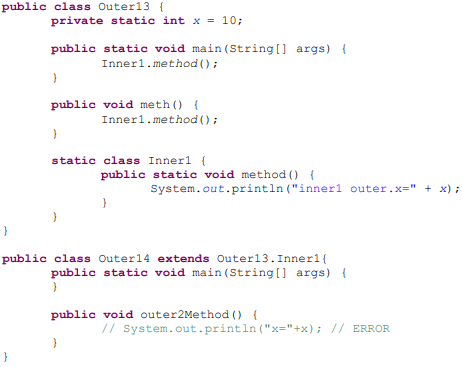 public class Outer13 {
private static int x = 10;
public static void main(String[] args) {
Inner1.method();
}
public void meth() {
Inner1.method();
}
static class Inner1 {
public static void method() {
System.out.println("inner1 outer.x=" + x);
}
}
}
public class Outer14 extends Outer13.Inner1{
public static void main(String[] args) {
}
public void outer2Method() {
// System.out.println("x="+x); // ERROR
}
}